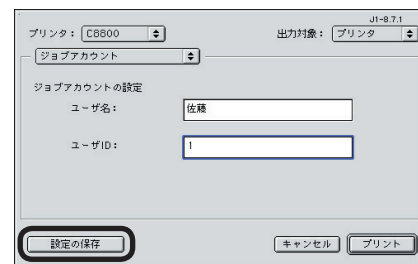 J1-8.7.1
プリンタ： C8800 出力対象： プリンタ
ジョブアカウント
ジョブアカウントの設定
ユーザ名： 佐藤
ユーザID： 1
設定の保存 キャンセル プリント